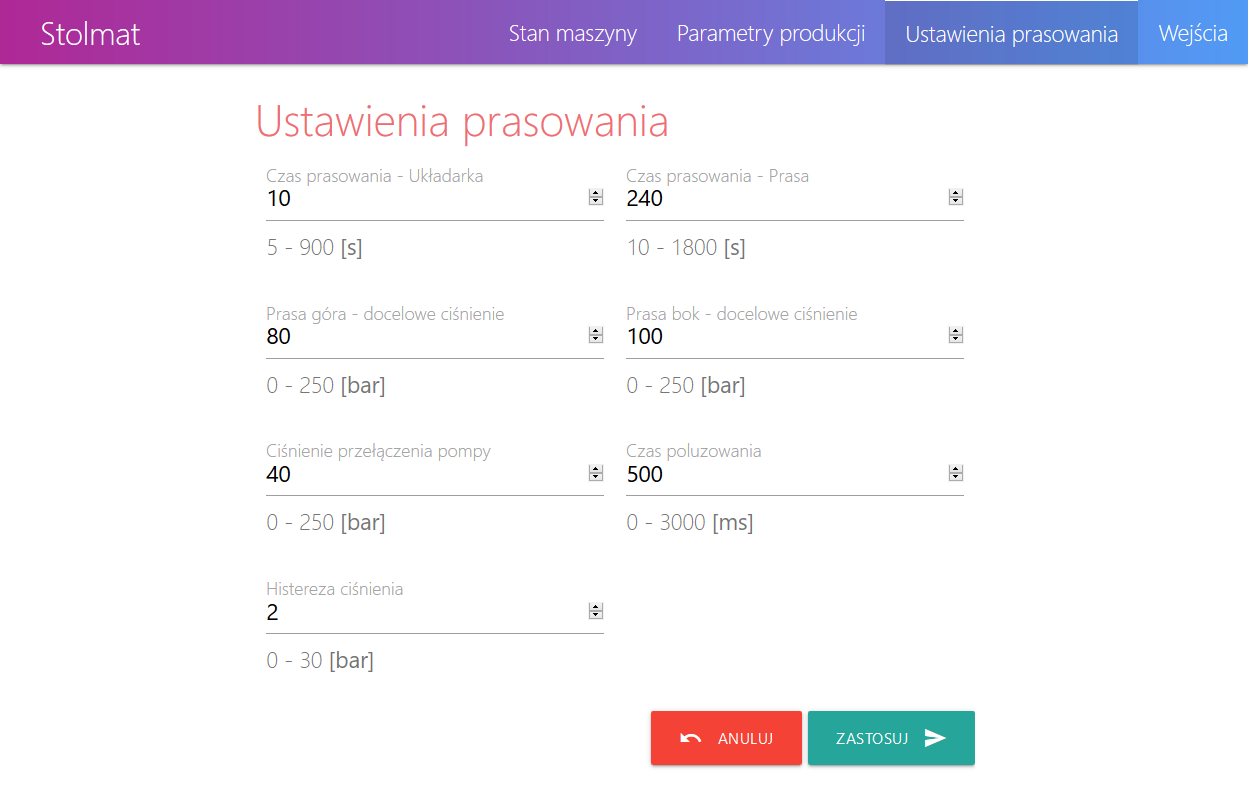 Stolmat
Stan maszyny
Parametry produkcji
Ustawienia prasowania
Wejścia
Ustawienia prasowania
Czas prasowania - Układarka
10
5 - 900 [s]
Czas prasowania - Prasa
240
10 - 1800 [s]
Prasa góra - docelowe ciśnienie
80
0 - 250 [bar]
Prasa bok - docelowe ciśnienie
100
0 - 250 [bar]
Ciśnienie przełączenia pompy
40
0 - 250 [bar]
Czas poluzowania
500
0 - 3000 [ms]
Histereza ciśnienia
2
0 - 30 [bar]
ANULUJ
ZASTOSUJ